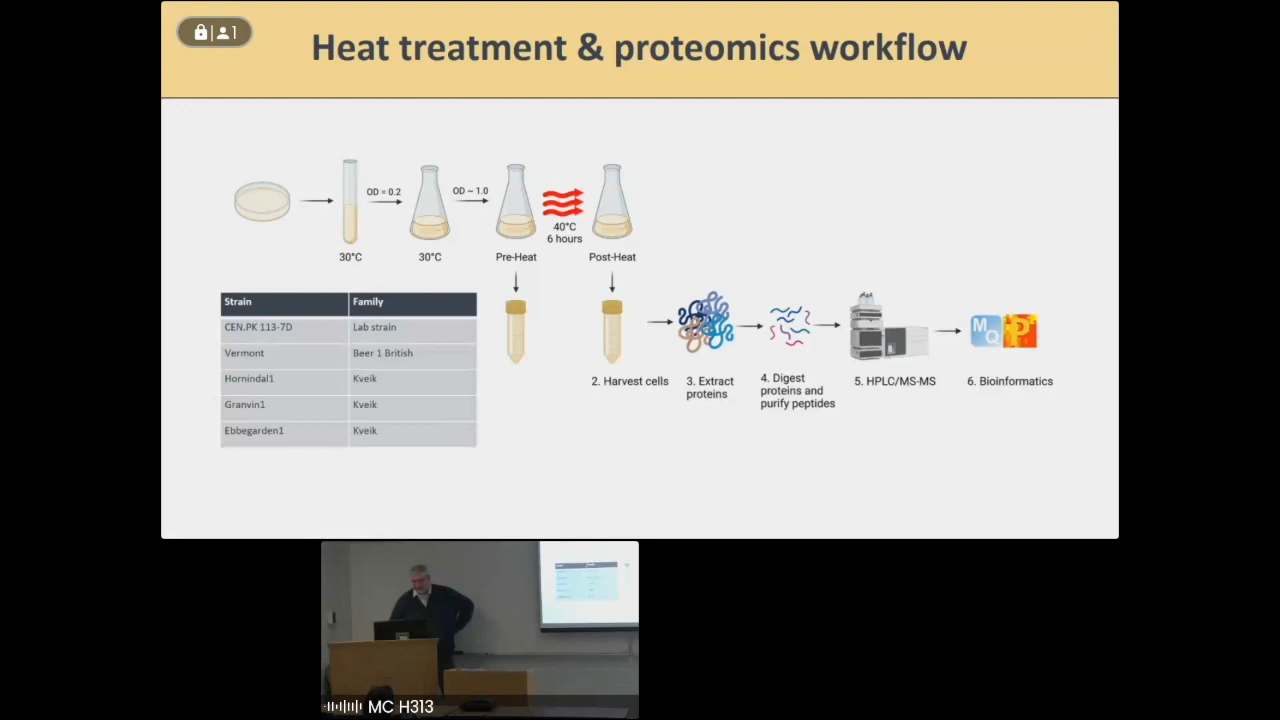 1
Heat treatment & proteomics workflow
OD = 0.2
OD ~ 1.0
40°C
6 hours
30°C
30°C
Pre-Heat
Post-Heat
Strain Family
CEN.PK 113-7D Lab strain
Vermont Beer 1 British
Hornindal1 Kveik
Granvin1 Kveik
Ebbegarden1 Kveik
MQ
P
2. Harvest cells
3. Extract
proteins
4. Digest
proteins and
purify peptides
5. HPLC/MS-MS
6. Bioinformatics
MC H313